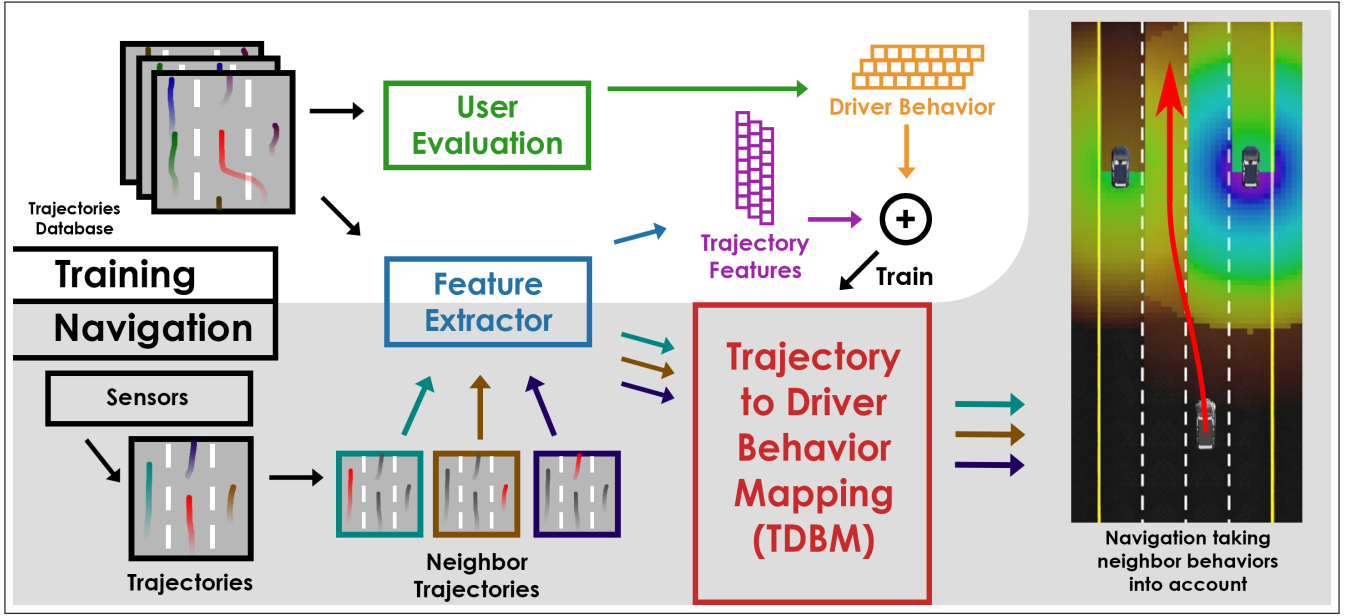 User
Evaluation
Driver Behavior
Trajectories
Database
Trajectory
Features
+
Train
Training
Navigation
Feature
Extractor
Sensors
Trajectories
Neighbor
Trajectories
Trajectory
to Driver
Behavior
Mapping
(TDBM)
Navigation taking
neighbor behaviors
into account